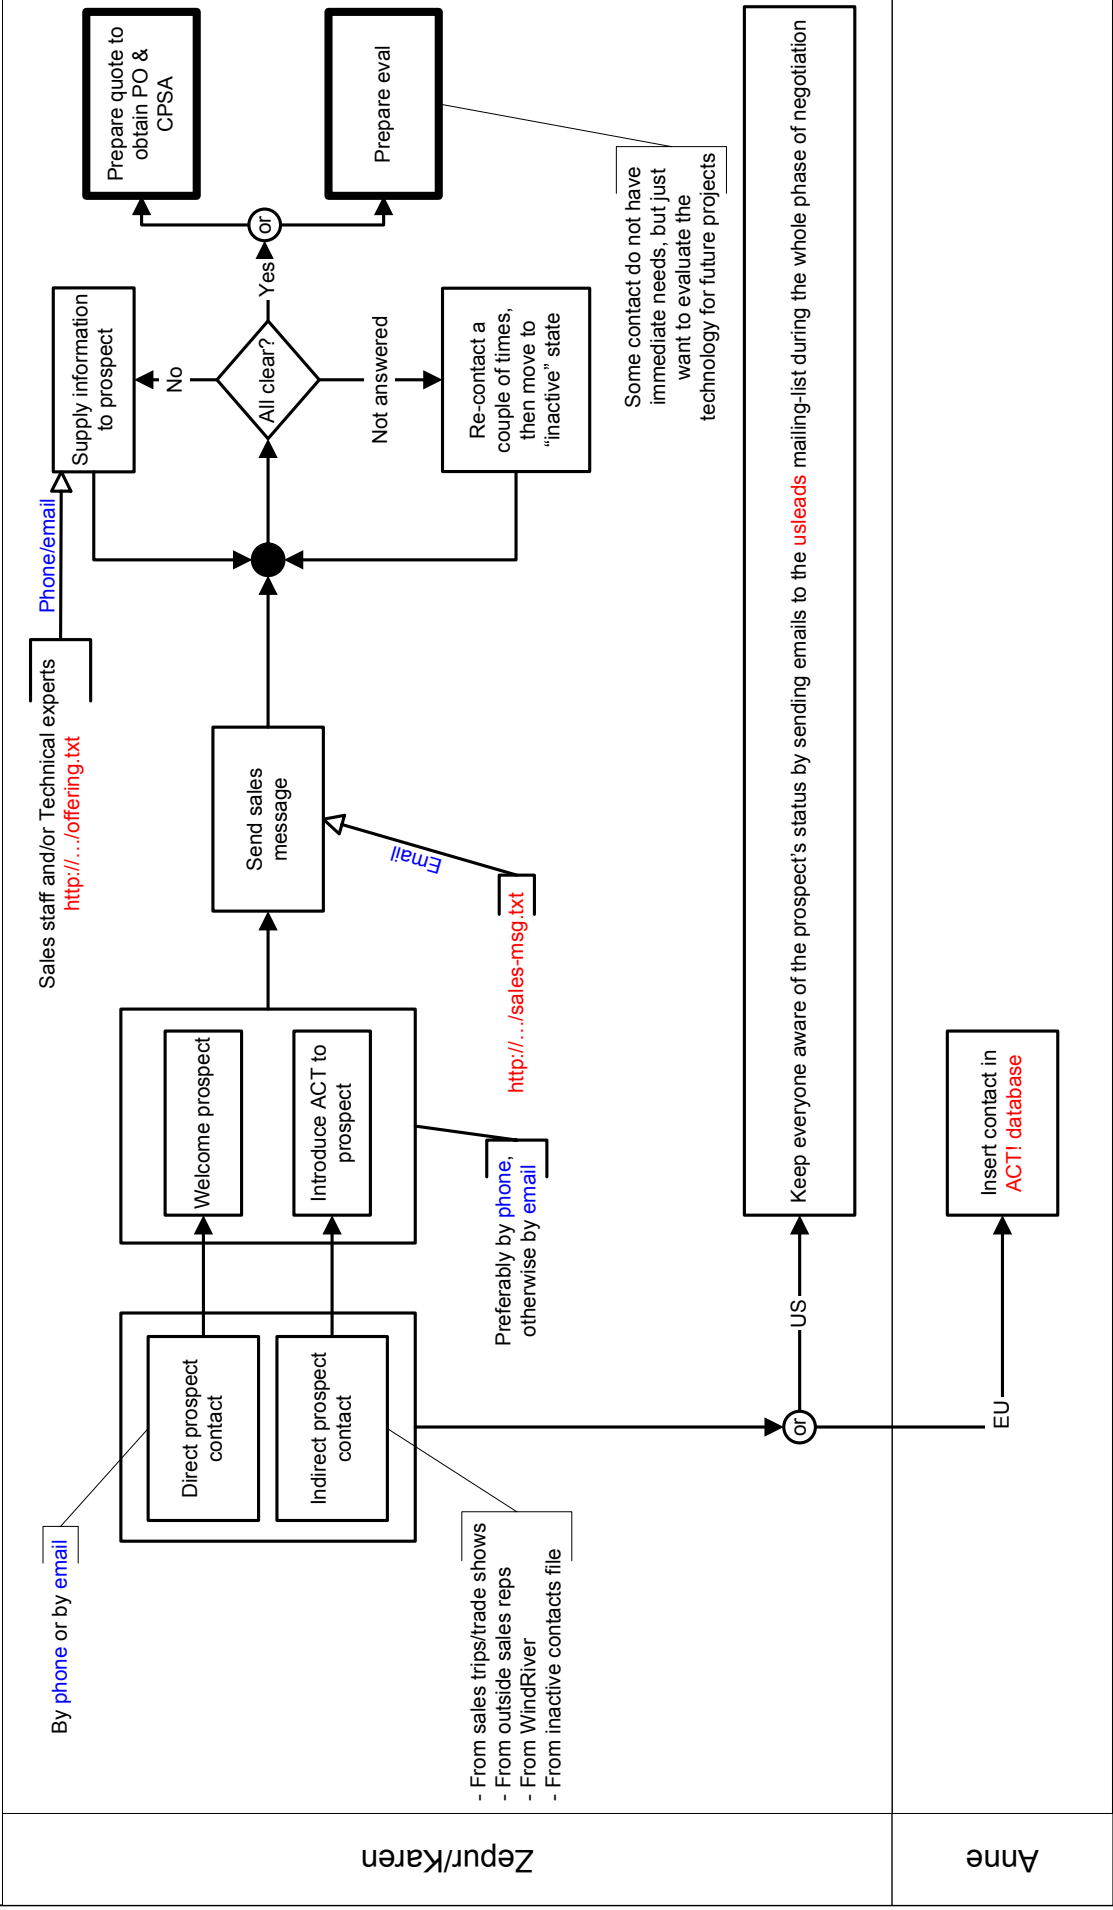 Zepur/Karen
Anne
By phone or by email
Direct prospect
contact
Indirect prospect
contact
- From sales trips/trade shows
- From outside sales reps
- From WindRiver
- From inactive contacts file
Welcome prospect
Introduce ACT to
prospect
Preferably by phone,
otherwise by email
Send sales
message
Email
http://…/sales-msg.txt
Sales staff and/or Technical experts
http://…/offering.txt
Phone/email
Supply information
to prospect
No
All clear?
Yes
Not answered
Re-contact a
couple of times,
then move to
“inactive” state
or
Prepare quote to
obtain PO &
CPSA
Prepare eval
Some contact do not have
immediate needs, but just
want to evaluate the
technology for future projects
or
US
Keep everyone aware of the prospect’s status by sending emails to the usleads mailing-list during the whole phase of negotiation
EU
Insert contact in
ACT! database